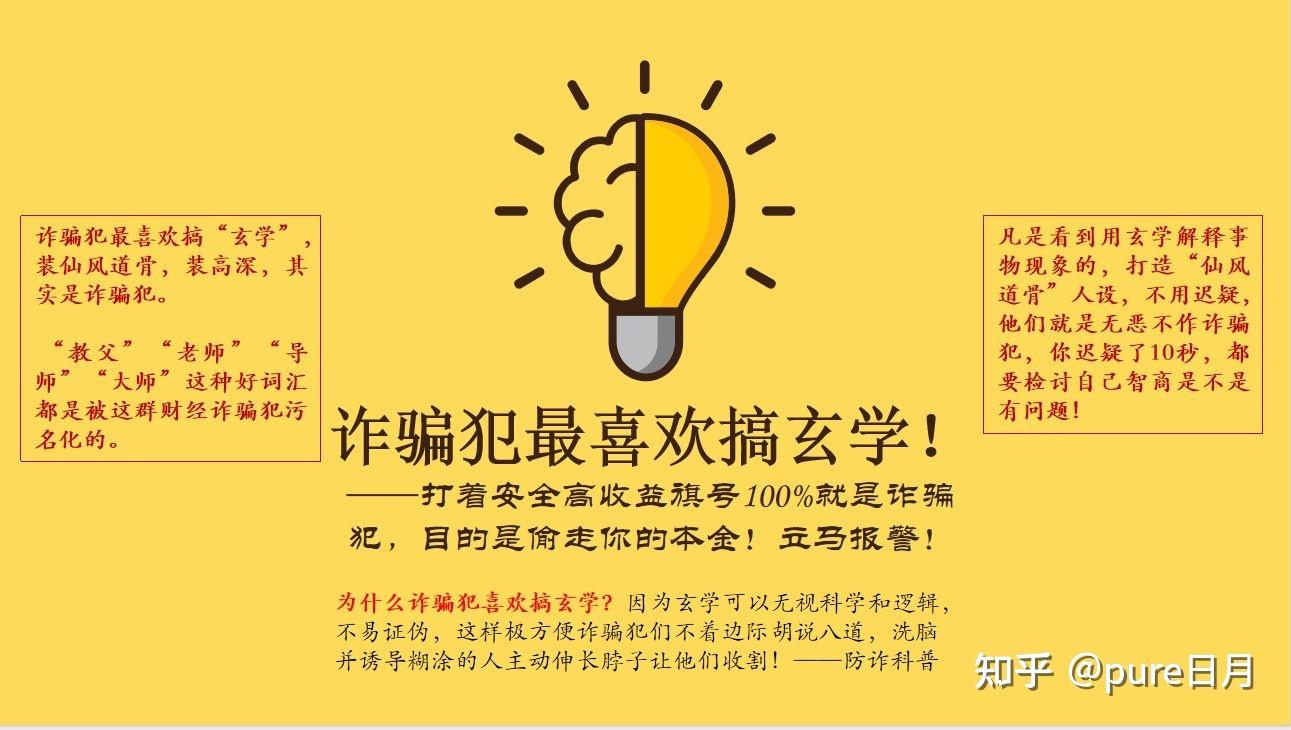 诈骗犯最喜欢搞“玄学”，
装仙风道骨，装高深，其
实是诈骗犯。
“教父”“老师”“导
师”“大师”这种好词汇
都是被这群财经诈骗犯污
名化的。
凡是看到用玄学解释事
物现象的，打造“仙风
道骨”人设，不用迟疑，
他们就是无恶不作诈骗
犯，你迟疑了10秒，都
要检讨自己智商是不是
有问题！
诈骗犯最喜欢搞玄学！
——打着安全高收益旗号100%就是诈骗
犯，目的是偷走你的本金！立马报警！
为什么诈骗犯喜欢搞玄学？因为玄学可以无视科学和逻辑，
不易证伪，这样极方便诈骗犯们不着边际胡说八道，洗脑
并诱导糊涂的人主动伸长脖子让他们收割！——防诈科普
知乎 @pure日月